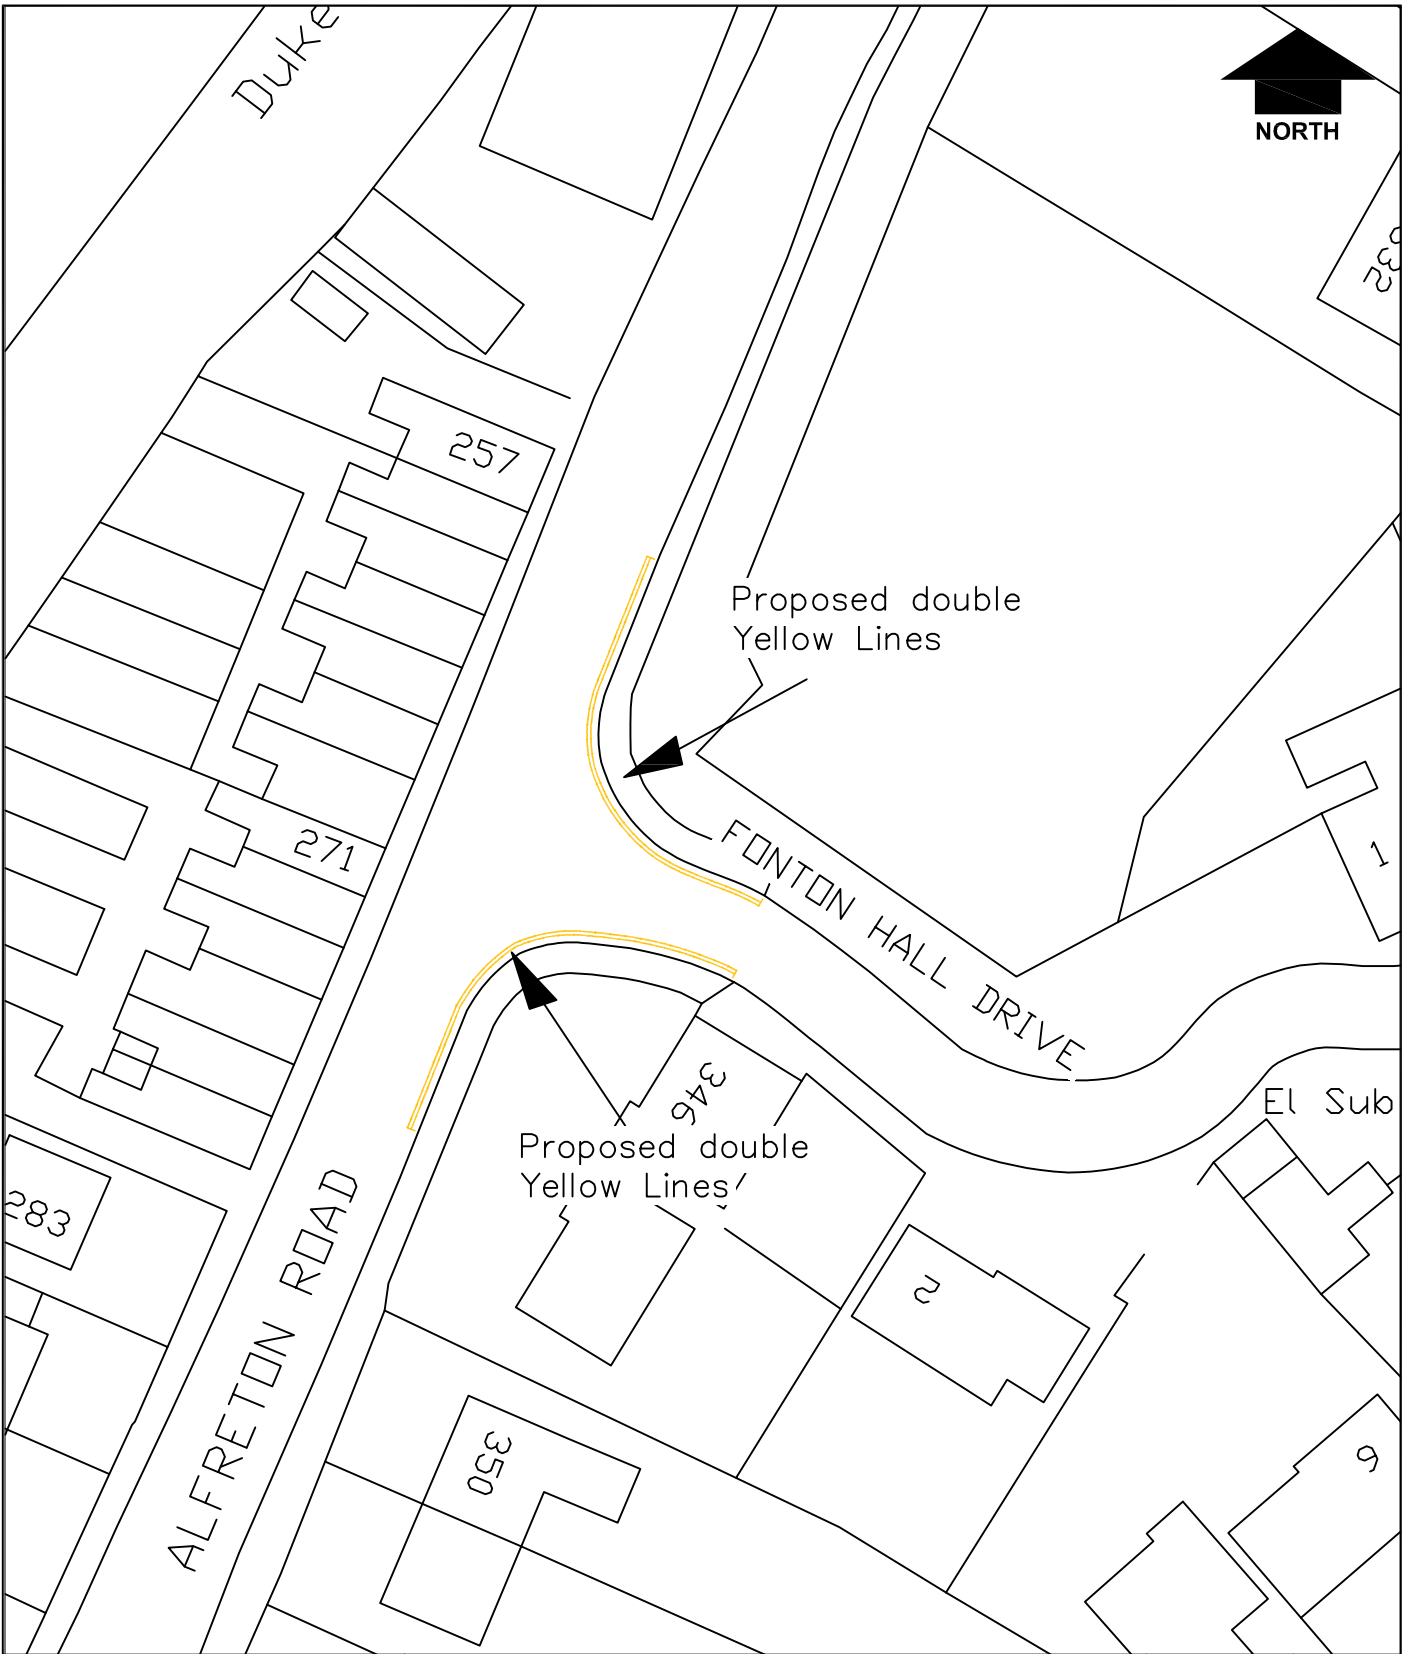 Duke
NORTH
257
Proposed double
Yellow Lines
271
1
FONTON HALL DRIVE
346
El Sub
Proposed double
Yellow Lines
283
ALFRETON ROAD
2
350
9